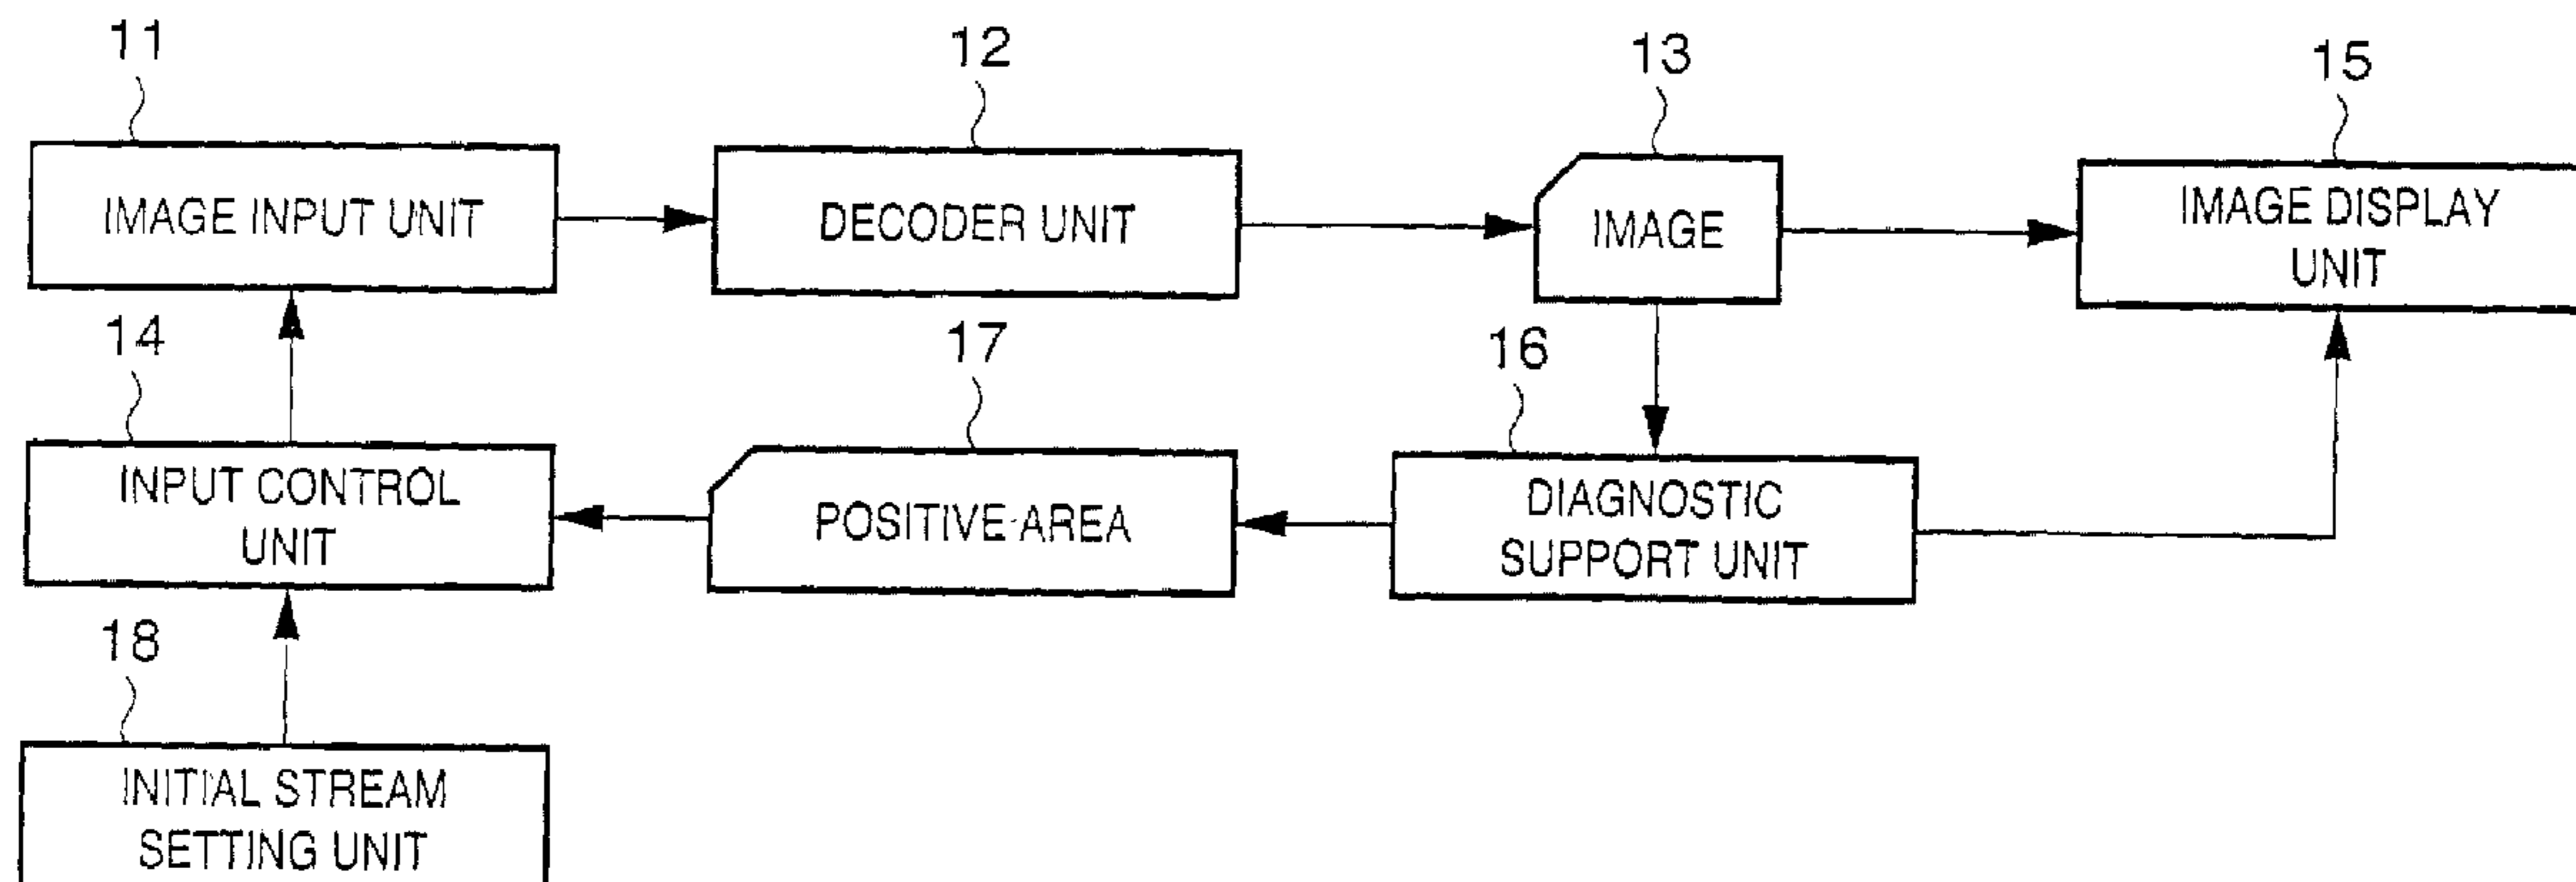 11
12
13
15
IMAGE INPUT UNIT
DECODER UNIT
IMAGE
IMAGE DISPLAY
UNIT
14
17
16
INPUT CONTROL
UNIT
POSITIVE AREA
DIAGNOSTIC
SUPPORT UNIT
18
INITIAL STREAM
SETTING UNIT